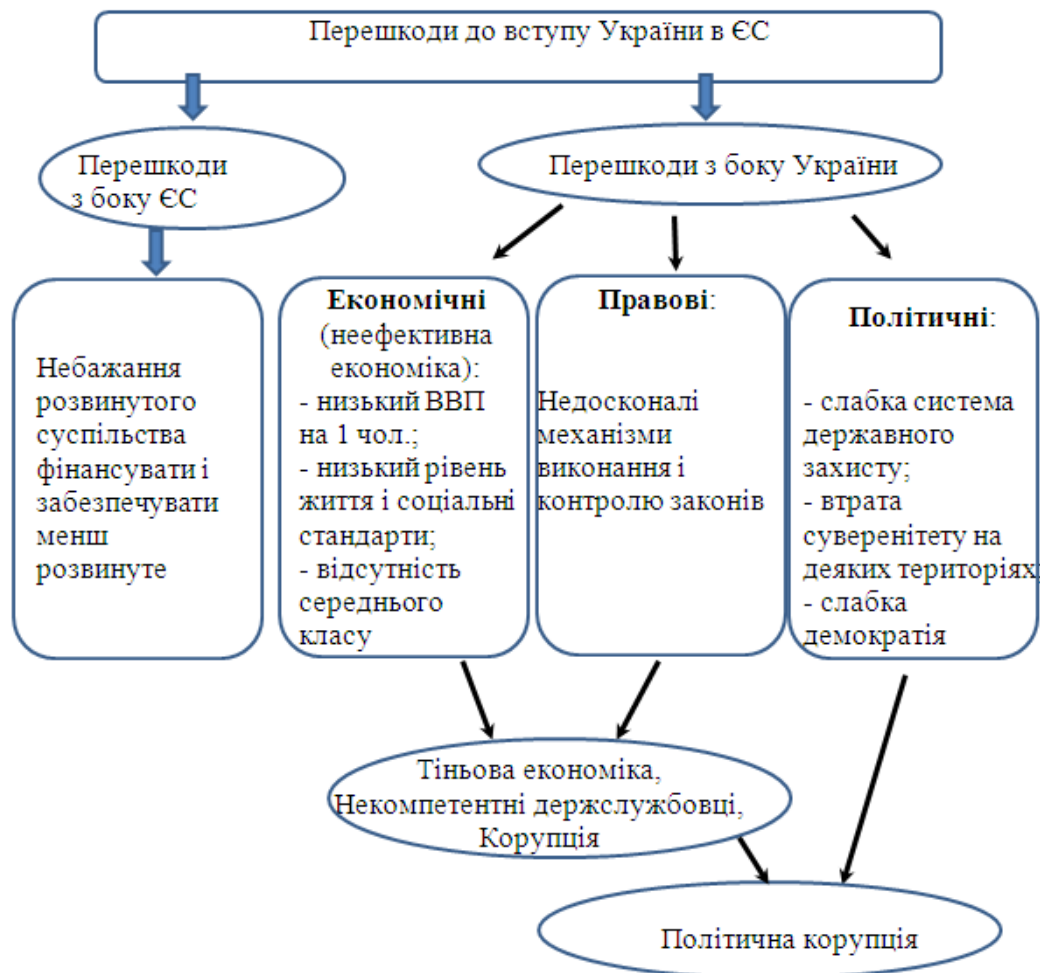 Перешкоди до вступу України в ЄС
Перешкоди
з боку ЄС
Перешкоди з боку України
Небажання
розвинутого
суспільства
фінансувати і
забезпечувати
менш
розвинуте
Економічні
(неефективна
економіка):
- низький ВВП
на 1 чол.;
- низький рівень
життя і соціальні
стандарти;
- відсутність
середнього
класу
Правові:
Недосконалі
механізми
виконання і
контролю законів
Політичні:
- слабка система
державного
захисту;
- втрата
суверенітету на
деяких територіях;
- слабка
демократія
Тіньова економіка,
Некомпетентні держслужбовці,
Корупція
Політична корупція